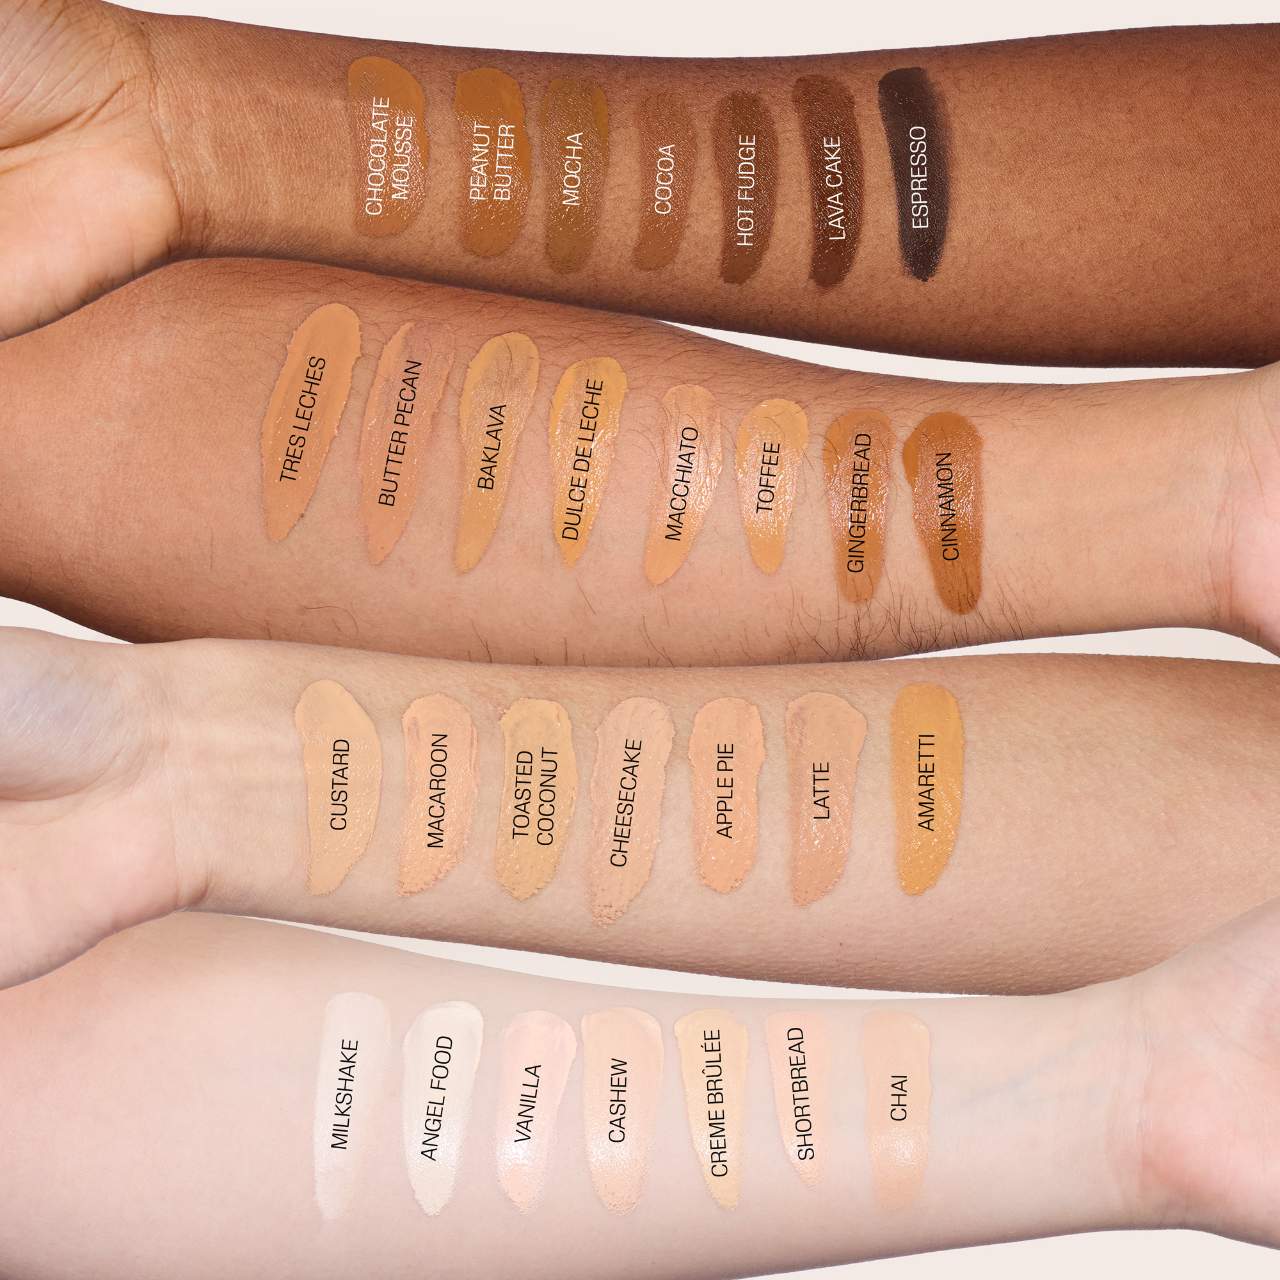 CHOCOLATE
MOUSSE
PEANUT
BUTTER
MOCHA
COCOA
HOT FUDGE
LAVA CAKE
ESPRESSO
TRES LECHES
BUTTER PECAN
BAKLAVA
DULCE DE LECHE
MACCHIATO
TOFFEE
GINGERBREAD
CINNAMON
CUSTARD
MACAROON
TOASTED
COCONUT
CHEESECAKE
APPLE PIE
LATTE
AMARETTI
MILKSHAKE
ANGEL FOOD
VANILLA
CASHEW
CREME BRÛLÉE
SHORTBREAD
CHAI